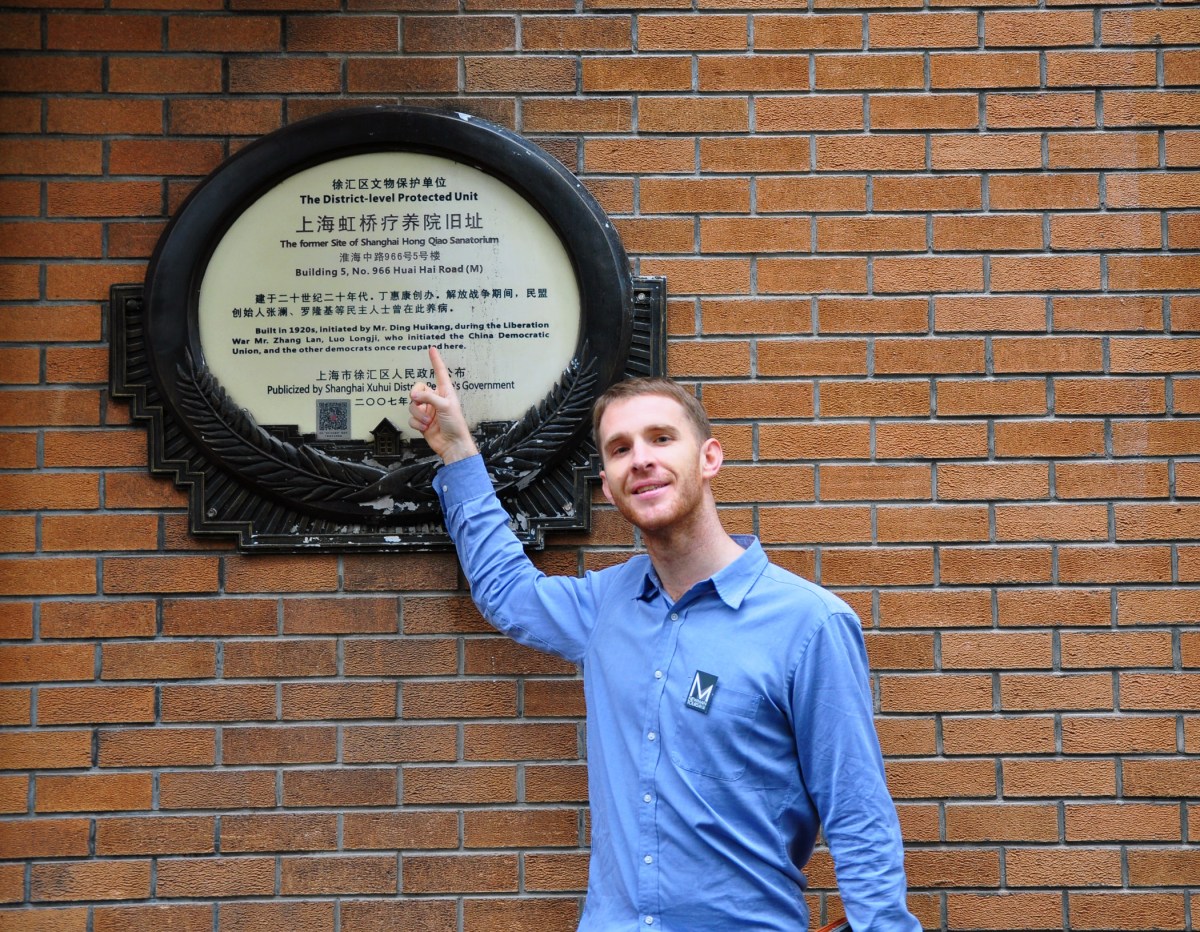 徐汇区文物保护单位
The District-level Protected Unit
上海虹桥疗养院旧址
The former Site of Shanghai Hong Qiao Sanatorium
淮海中路966号5号楼
Building 5, No. 966 Huai Hai Road (M)
建于二十世纪二十年代，丁惠康创办。解放战争期间，民盟
创始人张澜、罗隆基等民主人士曾在此养病。
Built in 1920s, initiated by Mr. Ding Huikang, during the Liberation
War Mr. Zhang Lan, Luo Longji, who initiated the China Democratic
Union, and the other democrats once recupated here.
上海市徐汇区人民政府公布
Publicized by Shanghai Xuhui District People's Government
二〇〇七年
M